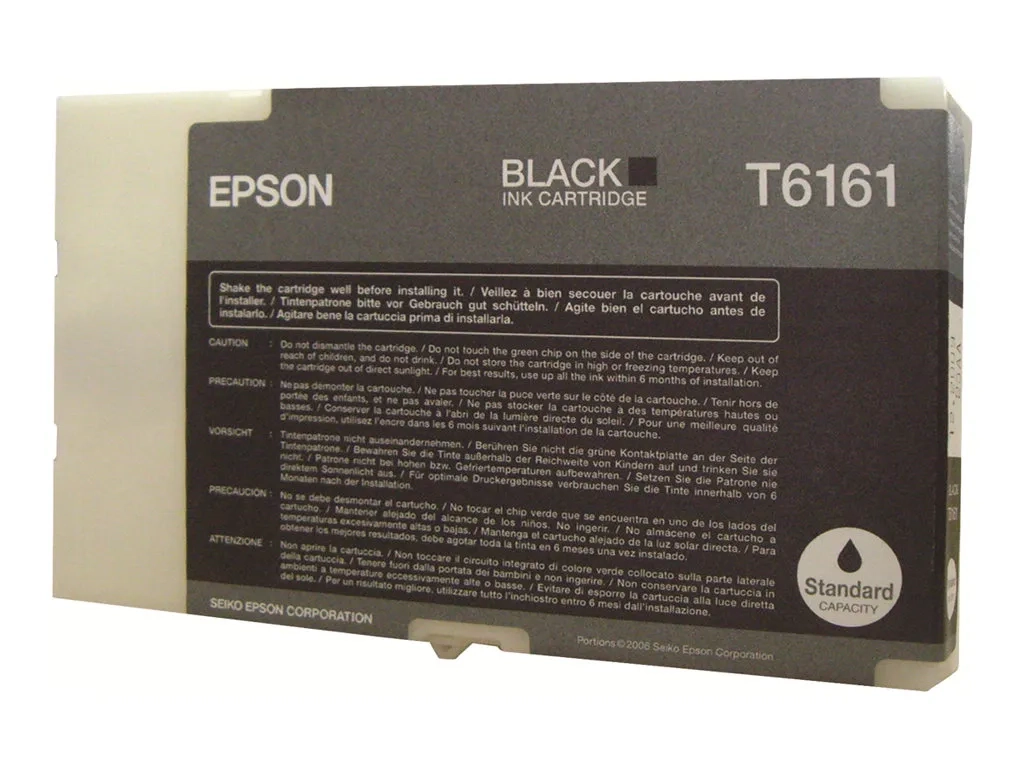 EPSON
BLACK
INK CARTRIDGE
T6161
Shake the cartridge well before installing it. / Veillez à bien secouer la cartouche avant de
l'installer. / Tintenpatrone bitte vor Gebrauch gut schütteln. / Agite bien el cartucho antes de
instalarlo. / Agitare bene la cartuccia prima di installarla.
CAUTION : Do not dismantle the cartridge. / Do not touch the green chip on the side of the cartridge. / Keep out of
reach of children, and do not drink. / Do not store the cartridge in high or freezing temperatures. / Keep
the cartridge out of direct sunlight. / For best results, use up all the ink within 6 months of installation.
PRECAUTION : Ne pas démonter la cartouche. / Ne pas toucher la puce verte sur le côté de la cartouche. / Tenir hors de
portée des enfants, et ne pas avaler. / Ne pas stocker la cartouche à des températures hautes ou
basses. / Conserver la cartouche à l'abri de la lumière directe du soleil. / Pour une meilleure qualité
d'impression, utilisez l'encre dans les 6 mois suivant l'installation de la cartouche.
VORSICHT : Tintenpatrone nicht auseinandernehmen. / Berühren Sie nicht die grüne Kontaktplatte an der Seite der
Tintenpatrone. / Bewahren Sie die Tinte außerhalb der Reichweite von Kindern auf und trinken Sie sie
nicht. / Patrone nicht bei hohen bzw. Gefriertemperaturen aufbewahren. / Setzen Sie die Patrone nie
direktem Sonnenlicht aus. / Für optimale Druckergebnisse verbrauchen Sie die Tinte innerhalb von 6
Monaten nach der Installation.
PRECAUCION : No se debe desmontar el cartucho. / No tocar el chip verde que se encuentra en uno de los lados del
cartucho. / Mantener alejado del alcance de los niños. No ingerir. / No almacene el cartucho a
temperaturas excesivamente altas o bajas. / Mantenga el cartucho alejado de la luz solar directa. / Para
obtener los mejores resultados, debe agotar toda la tinta en 6 meses una vez instalado.
ATTENZIONE : Non aprire la cartuccia. / Non toccare il circuito integrato di colore verde collocato sulla parte laterale
della cartuccia. / Tenere fuori dalla portata dei bambini e non ingerire. / Non conservare la cartuccia in
ambienti a temperature eccessivamente alte o basse. / Evitare di esporre la cartuccia alla luce diretta
del sole. / Per un risultato migliore, utilizzare tutto l'inchiostro entro 6 mesi dall'installazione.
Standard
CAPACITY
SEIKO EPSON CORPORATION
Portions©2006 Seiko Epson Corporation
BLACK
T6161